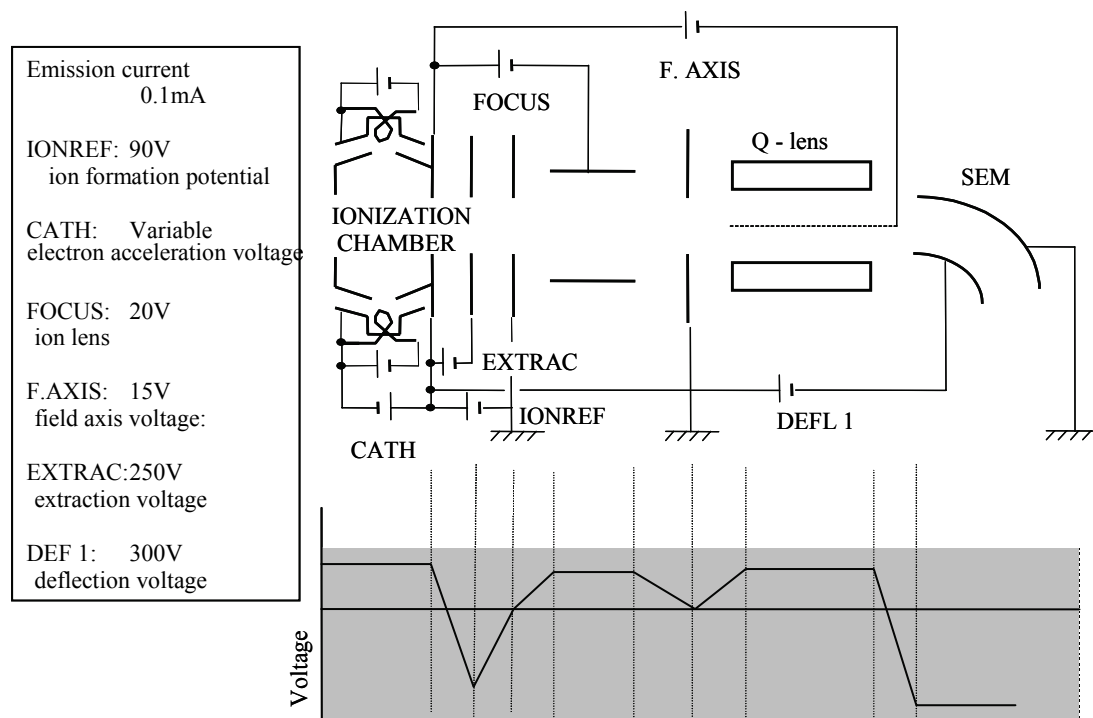 Emission current
0.1mA
IONREF: 90V
ion formation potential
CATH: Variable
electron acceleration voltage
FOCUS: 20V
ion lens
F.AXIS: 15V
field axis voltage:
EXTRAC:250V
extraction voltage
DEF 1: 300V
deflection voltage
F. AXIS
FOCUS
Q - lens
SEM
IONIZATION
CHAMBER
EXTRAC
IONREF
DEFL 1
CATH
Voltage